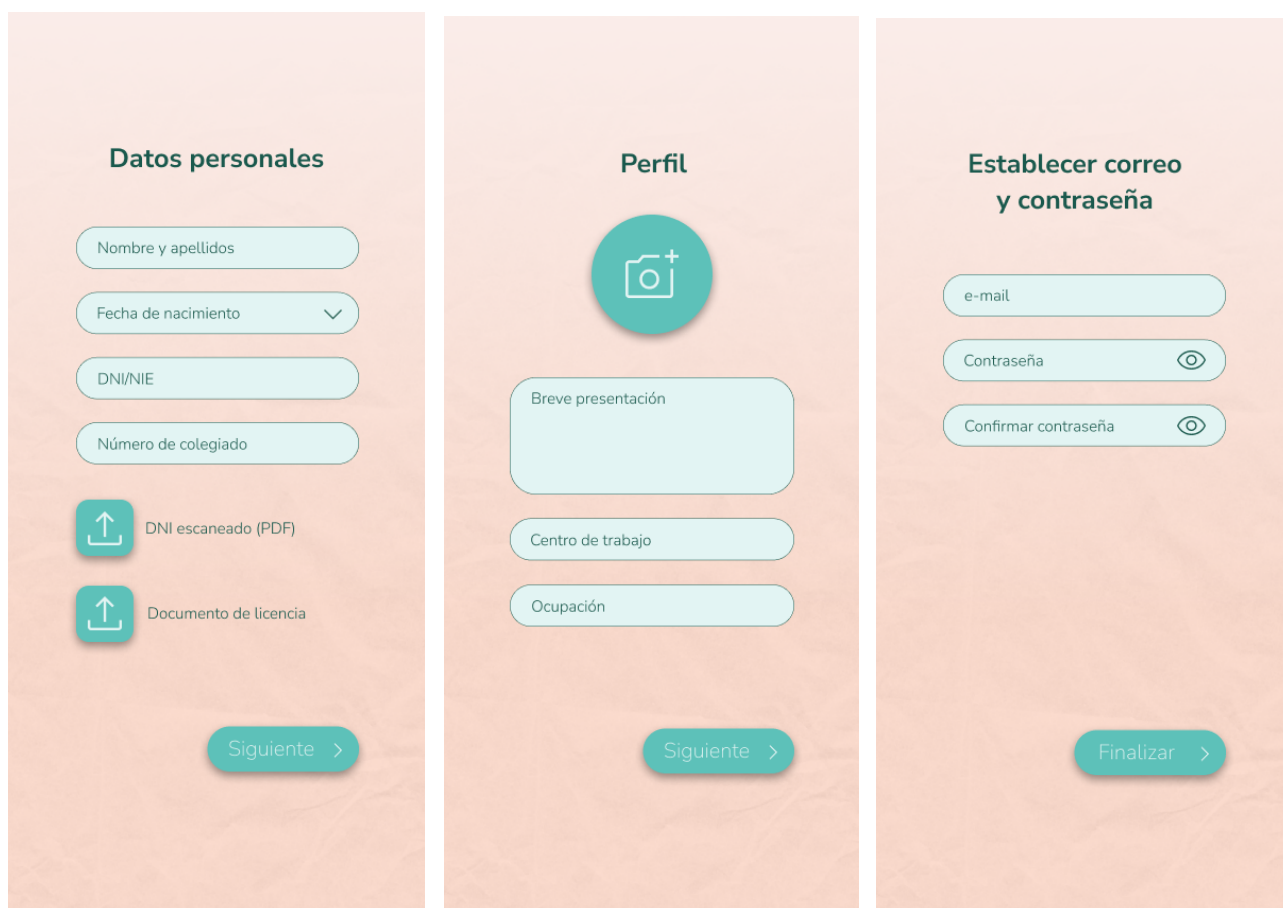 Datos personales
Nombre y apellidos
Fecha de nacimiento
DNI/NIE
Número de colegiado
DNI escaneado (PDF)
Documento de licencia
Siguiente
Perfil
Breve presentación
Centro de trabajo
Ocupación
Siguiente
Establecer correo
y contraseña
e-mail
Contraseña
Confirmar contraseña
Finalizar